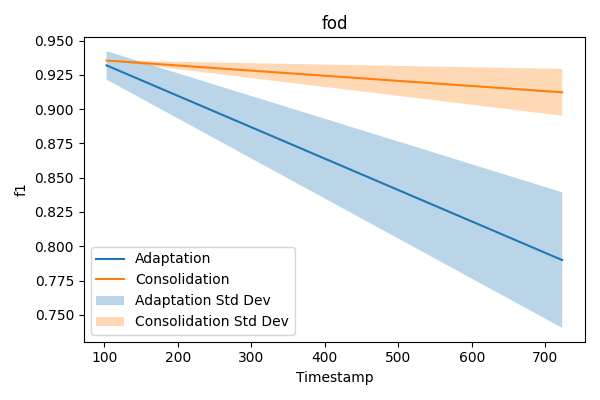 fod
0.950
0.925
0.900
0.875
0.850
0.825
0.800
0.775
0.750
f1
Adaptation
Consolidation
Adaptation Std Dev
Consolidation Std Dev
100 200 300 400 500 600 700
Timestamp